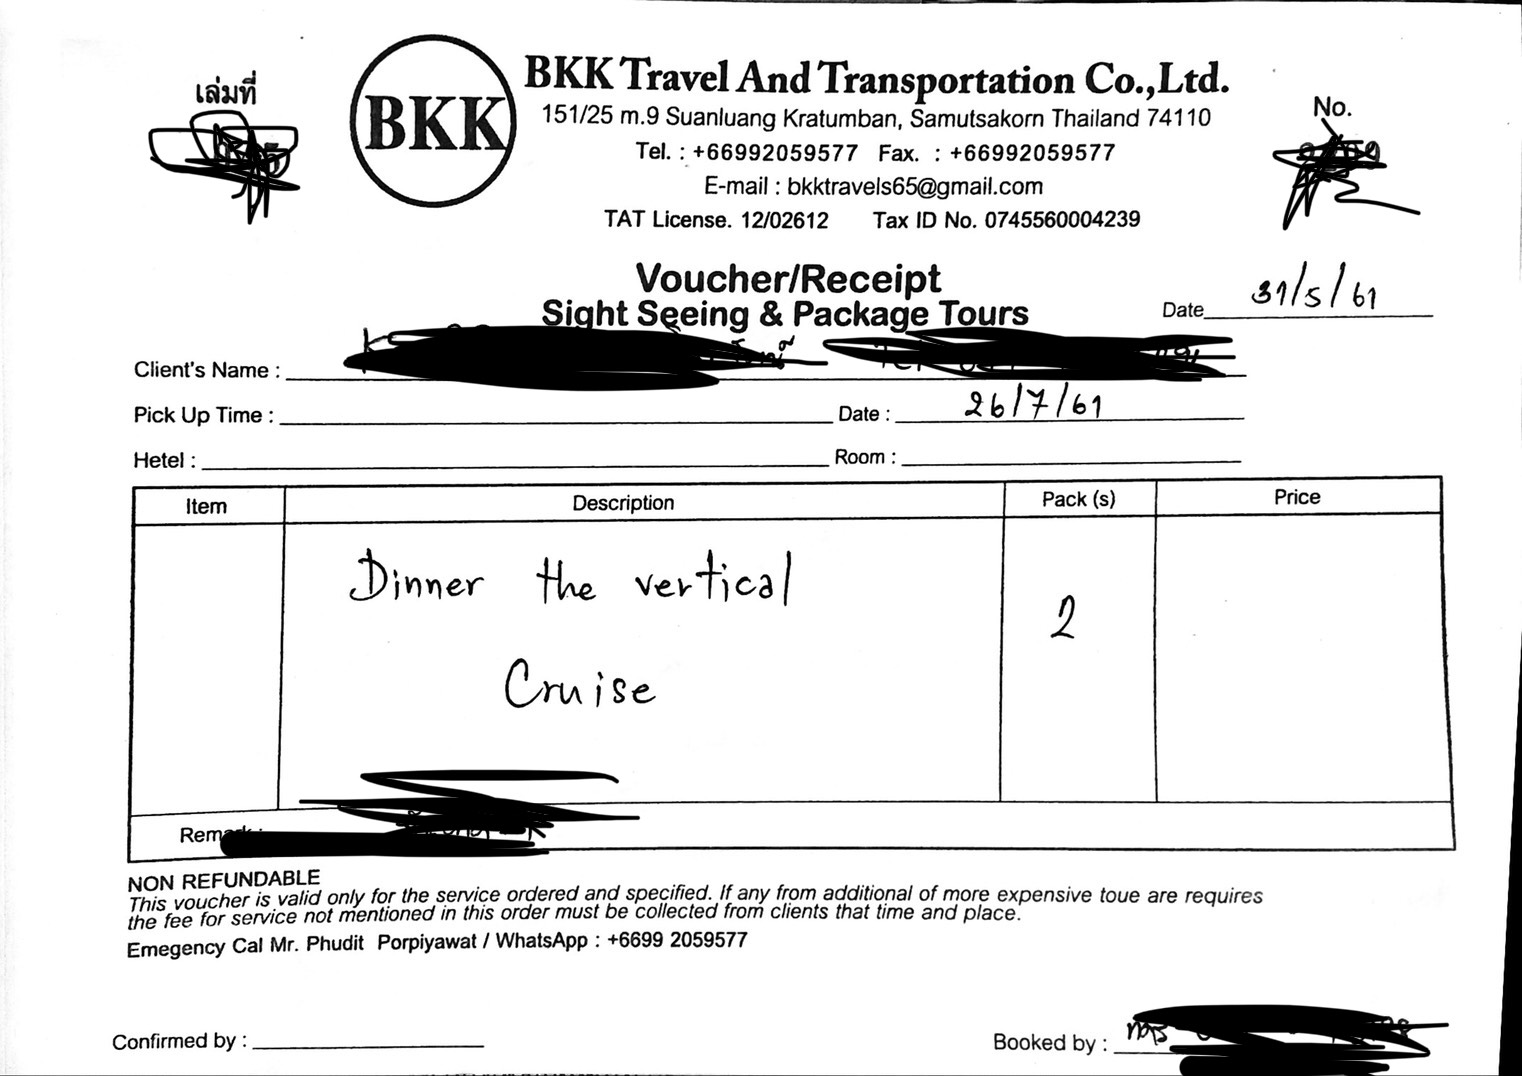 เล่มที่
BKK
BKK Travel And Transportation Co.,Ltd.
151/25 m.9 Suanluang Kratumban, Samutsakorn Thailand 74110
Tel. : +66992059577 Fax. : +66992059577
E-mail : bkktravels65@gmail.com
TAT License. 12/02612 Tax ID No. 0745560004239
No.
Voucher/Receipt
Sight Seeing & Package Tours
Date 31/5/61
Client's Name :
Pick Up Time : Date : 26/7/61
Hetel : Room :
Item Description Pack (s) Price
Dinner the vertical
2
Cruise
NON REFUNDABLE
This voucher is valid only for the service ordered and specified. If any from additional of more expensive toue are requires
the fee for service not mentioned in this order must be collected from clients that time and place.
Emegency Cal Mr. Phudit Porpiyawat / WhatsApp : +6699 2059577
Confirmed by : Booked by :